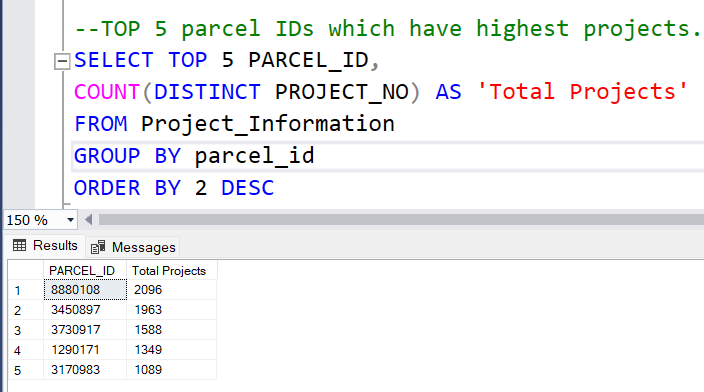 --TOP 5 parcel IDs which have highest projects.
SELECT TOP 5 PARCEL_ID,
COUNT(DISTINCT PROJECT_NO) AS 'Total Projects'
FROM Project_Information
GROUP BY parcel_id
ORDER BY 2 DESC
150 %
Results Messages
PARCEL_ID Total Projects
1 8880108 2096
2 3450897 1963
3 3730917 1588
4 1290171 1349
5 3170983 1089